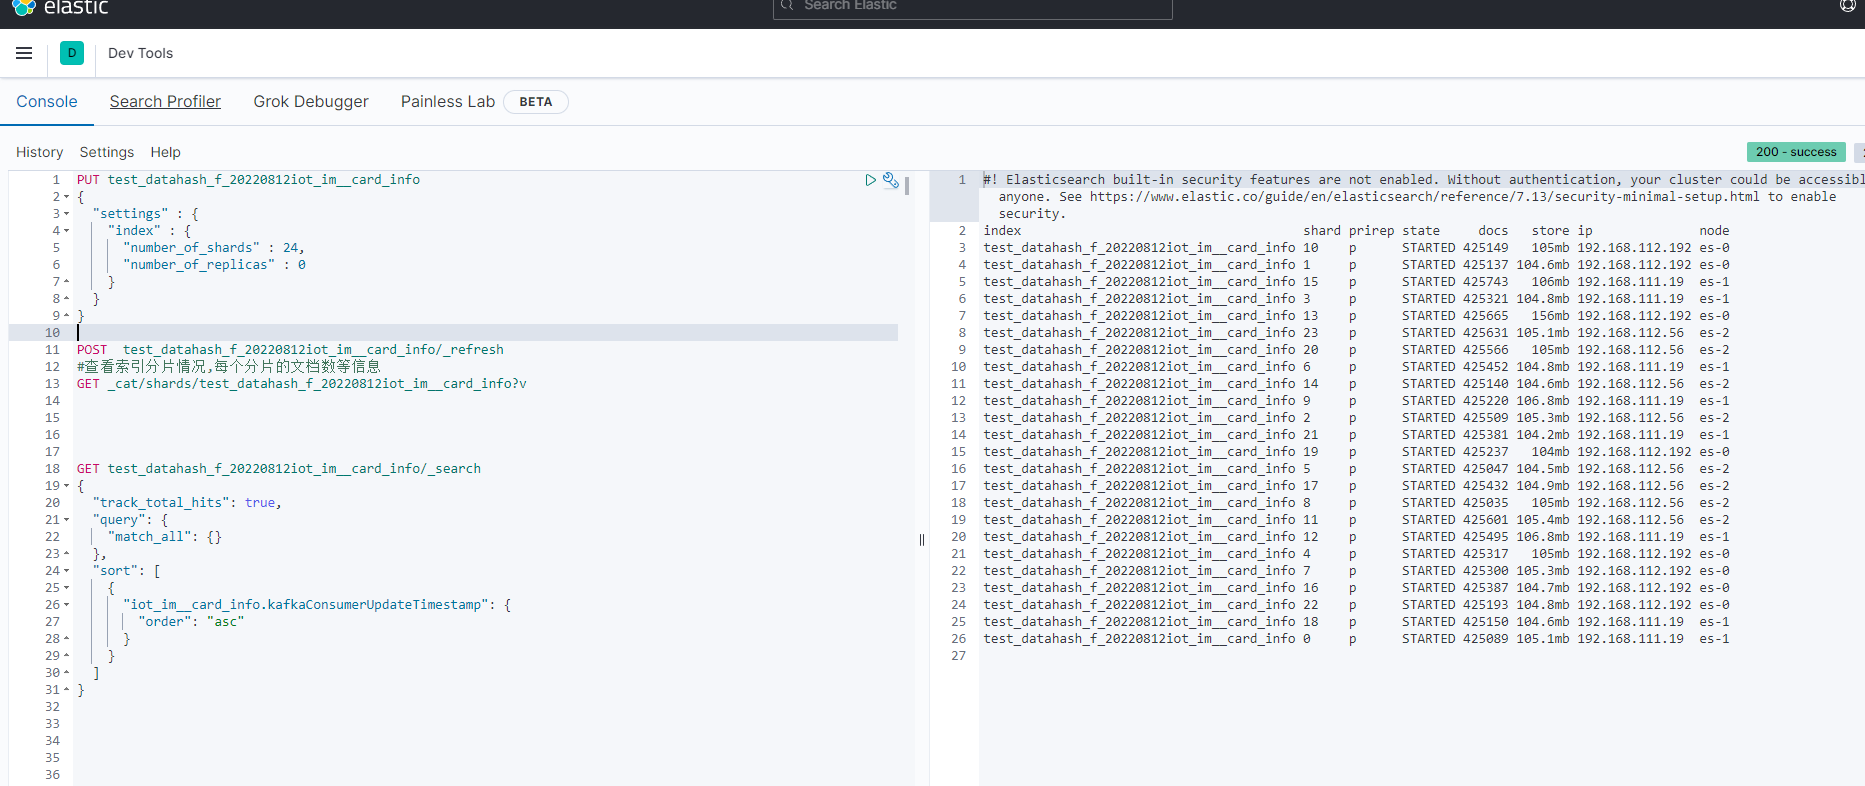 elastic
Search Elastic
D
Dev Tools
Console
Search Profiler
Grok Debugger
Painless Lab
BETA
History
Settings
Help
200 - success
1 PUT test_datahash_f_20220812iot_im__card_info
2 {
3 "settings" : {
4 "index" : {
5 "number_of_shards" : 24,
6 "number_of_replicas" : 0
7 }
8 }
9 }
10
11 POST test_datahash_f_20220812iot_im__card_info/_refresh
12 #查看索引分片情况,每个分片的文档数等信息
13 GET _cat/shards/test_datahash_f_20220812iot_im__card_info?v
14
15
16
17
18 GET test_datahash_f_20220812iot_im__card_info/_search
19 {
20 "track_total_hits": true,
21 "query": {
22 "match_all": {}
23 },
24 "sort": [
25 {
26 "iot_im__card_info.kafkaConsumerUpdateTimestamp": {
27 "order": "asc"
28 }
29 }
30 ]
31 }
32
33
34
35
36
1 #! Elasticsearch built-in security features are not enabled. Without authentication, your cluster could be
anyone. See https://www.elastic.co/guide/en/elasticsearch/reference/7.13/security-minimal-setup.html to enable
security.
2 index shard prirep state docs store ip node
3 test_datahash_f_20220812iot_im__card_info 10 p STARTED 425149 105mb 192.168.112.192 es-0
4 test_datahash_f_20220812iot_im__card_info 1 p STARTED 425137 104.6mb 192.168.112.192 es-0
5 test_datahash_f_20220812iot_im__card_info 15 p STARTED 425743 106mb 192.168.111.19 es-1
6 test_datahash_f_20220812iot_im__card_info 3 p STARTED 425321 104.8mb 192.168.111.19 es-1
7 test_datahash_f_20220812iot_im__card_info 13 p STARTED 425665 156mb 192.168.112.192 es-0
8 test_datahash_f_20220812iot_im__card_info 23 p STARTED 425631 105.1mb 192.168.112.56 es-2
9 test_datahash_f_20220812iot_im__card_info 20 p STARTED 425566 105mb 192.168.112.56 es-2
10 test_datahash_f_20220812iot_im__card_info 6 p STARTED 425452 104.8mb 192.168.111.19 es-1
11 test_datahash_f_20220812iot_im__card_info 14 p STARTED 425140 104.6mb 192.168.112.56 es-2
12 test_datahash_f_20220812iot_im__card_info 9 p STARTED 425220 106.8mb 192.168.111.19 es-1
13 test_datahash_f_20220812iot_im__card_info 2 p STARTED 425509 105.3mb 192.168.112.56 es-2
14 test_datahash_f_20220812iot_im__card_info 21 p STARTED 425381 104.2mb 192.168.111.19 es-1
15 test_datahash_f_20220812iot_im__card_info 19 p STARTED 425237 104mb 192.168.112.192 es-0
16 test_datahash_f_20220812iot_im__card_info 5 p STARTED 425047 104.5mb 192.168.112.56 es-2
17 test_datahash_f_20220812iot_im__card_info 17 p STARTED 425432 104.9mb 192.168.112.56 es-2
18 test_datahash_f_20220812iot_im__card_info 8 p STARTED 425035 105mb 192.168.112.56 es-2
19 test_datahash_f_20220812iot_im__card_info 11 p STARTED 425601 105.4mb 192.168.112.56 es-2
20 test_datahash_f_20220812iot_im__card_info 12 p STARTED 425495 106.8mb 192.168.111.19 es-1
21 test_datahash_f_20220812iot_im__card_info 4 p STARTED 425317 105mb 192.168.112.192 es-0
22 test_datahash_f_20220812iot_im__card_info 7 p STARTED 425300 105.3mb 192.168.112.192 es-0
23 test_datahash_f_20220812iot_im__card_info 16 p STARTED 425387 104.7mb 192.168.112.192 es-0
24 test_datahash_f_20220812iot_im__card_info 22 p STARTED 425193 104.8mb 192.168.112.192 es-0
25 test_datahash_f_20220812iot_im__card_info 18 p STARTED 425150 104.6mb 192.168.111.19 es-1
26 test_datahash_f_20220812iot_im__card_info 0 p STARTED 425089 105.1mb 192.168.111.19 es-1
27